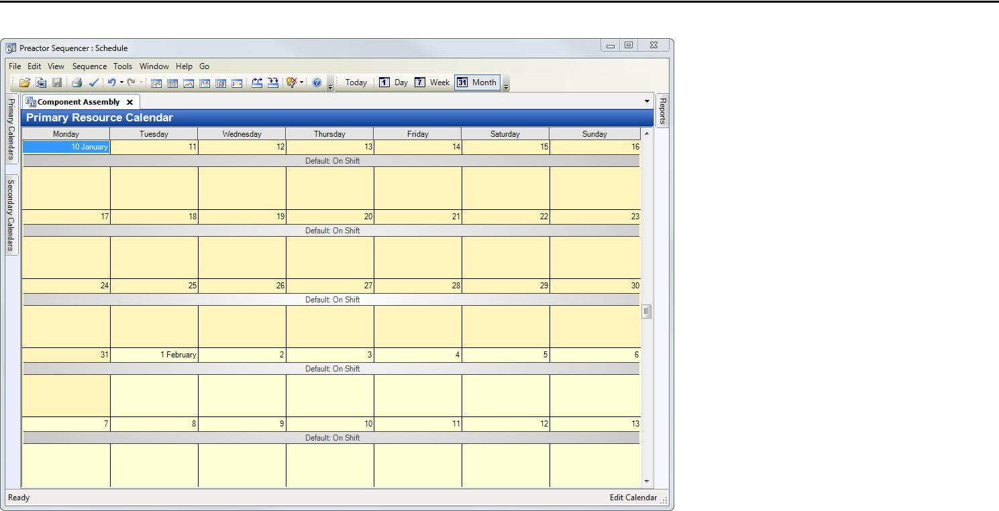 Preactor Sequencer : Schedule
File Edit View Sequence Tools Window Help Go
Today 1 Day 7 Week 31 Month
Component Assembly
Primary Calendars
Secondary Calendars
Reports
Primary Resource Calendar
Monday Tuesday Wednesday Thursday Friday Saturday Sunday
10 January 11 12 13 14 15 16
Default: On Shift
17 18 19 20 21 22 23
Default: On Shift
24 25 26 27 28 29 30
Default: On Shift
31 1 February 2 3 4 5 6
Default: On Shift
7 8 9 10 11 12 13
Default: On Shift
Ready Edit Calendar